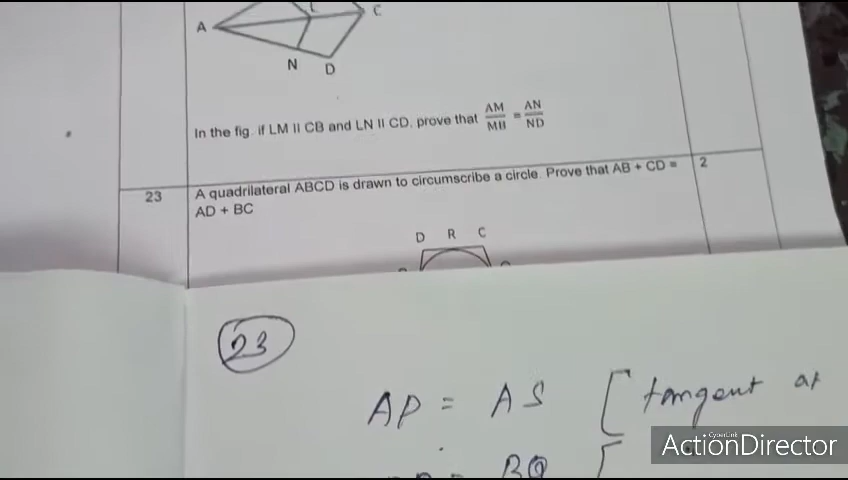 L
C
A
N
D
In the fig. if LM II CB and LN II CD. prove that AM/MB = AN/ND
23
A quadrilateral ABCD is drawn to circumscribe a circle. Prove that AB + CD =
2
AD + BC
D R C
23
AP = AS [ tangent at
BQ
CyberLink
ActionDirector